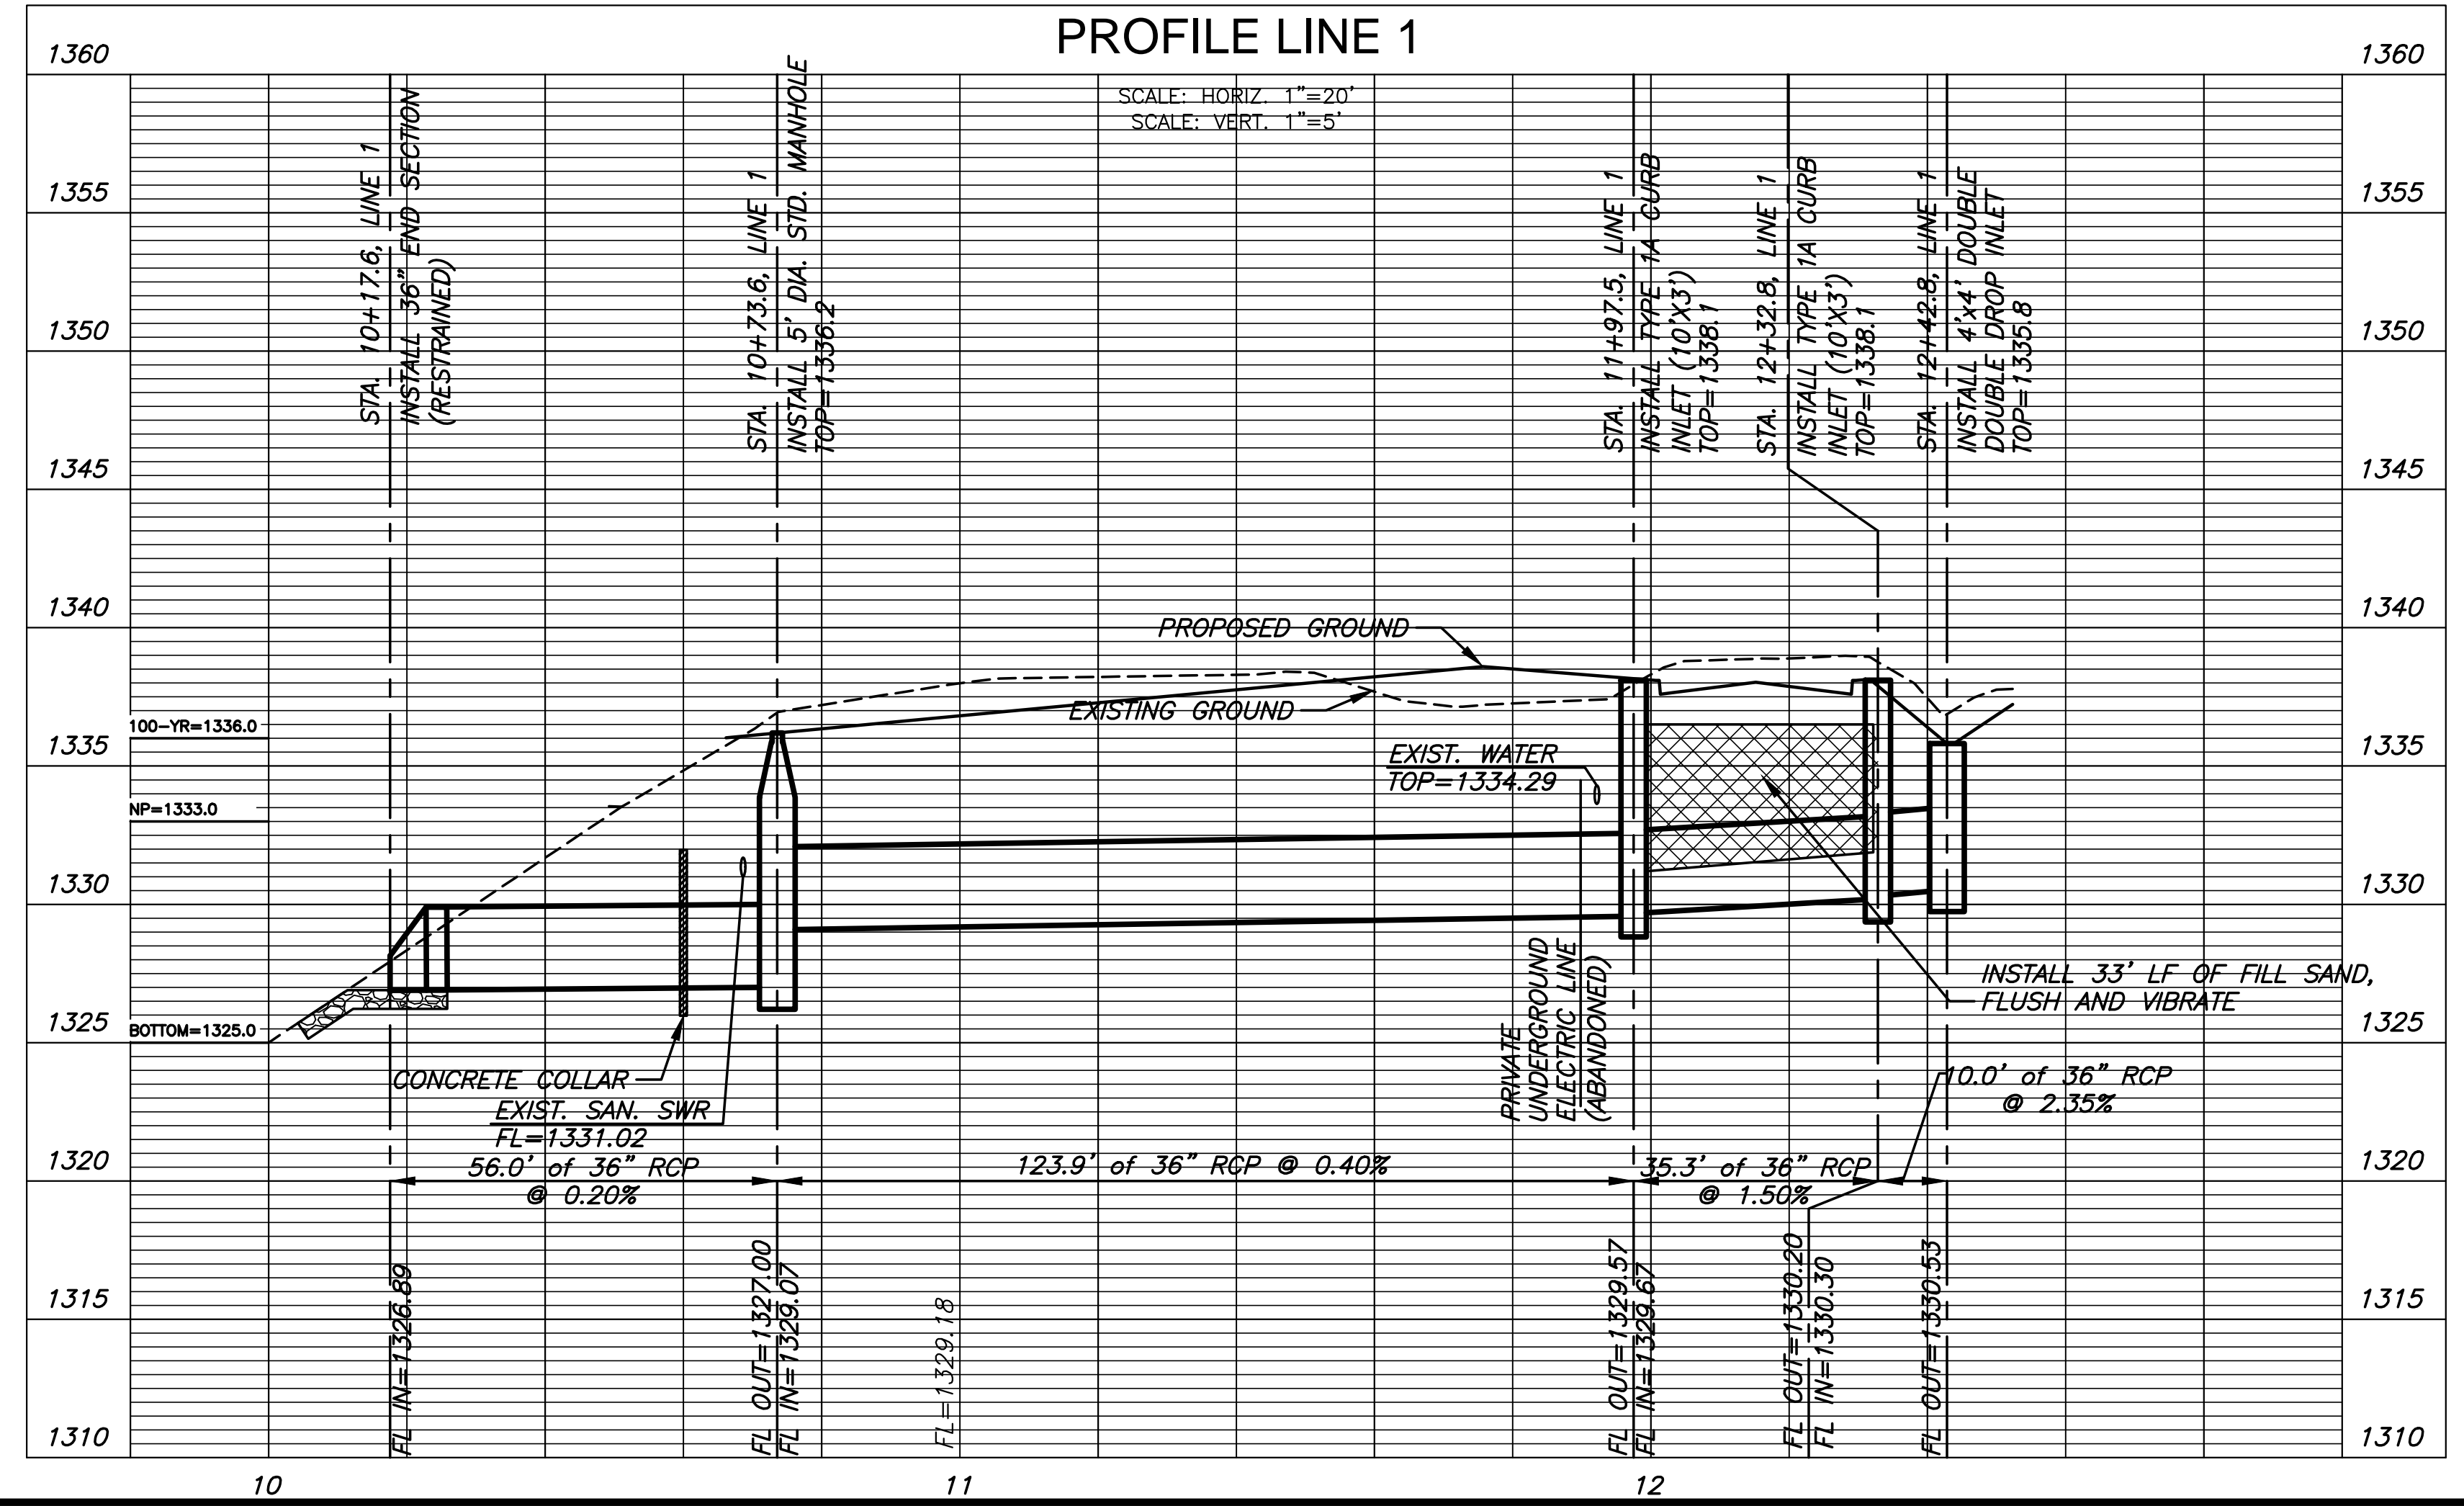 PROFILE LINE 1
SCALE: HORIZ. 1"=20'
SCALE: VERT. 1"=5'
1360
1360
1355
1355
1350
1350
1345
1345
1340
1340
1335
1335
1330
1330
1325
1325
1320
1320
1315
1315
1310
1310
STA. 10+17.6, LINE 1
INSTALL 36" END SECTION
(RESTRAINED)
STA. 10+73.6, LINE 1
INSTALL 5' DIA. STD. MANHOLE
TOP=1336.2
STA. 11+97.5, LINE 1
INSTALL TYPE 1A CURB
INLET (10'X3')
TOP=1338.1
STA. 12+32.8, LINE 1
INSTALL TYPE 1A CURB
INLET (10'X3')
TOP=1338.1
STA. 12+42.8, LINE 1
INSTALL 4'x4' DOUBLE
DOUBLE DROP INLET
TOP=1335.8
PROPOSED GROUND
EXISTING GROUND
100-YR=1336.0
NP=1333.0
BOTTOM=1325.0
EXIST. WATER
TOP=1334.29
CONCRETE COLLAR
EXIST. SAN. SWR
FL=1331.02
PRIVATE
UNDERGROUND
ELECTRIC LINE
(ABANDONED)
INSTALL 33' LF OF FILL SAND,
FLUSH AND VIBRATE
56.0' of 36" RCP
@ 0.20%
123.9' of 36" RCP @ 0.40%
35.3' of 36" RCP
@ 1.50%
10.0' of 36" RCP
@ 2.35%
FL IN=1326.89
FL OUT=1327.00
FL IN=1329.07
FL=1329.18
FL OUT=1329.57
FL IN=1329.67
FL OUT=1330.20
FL IN=1330.30
FL OUT=1330.53
10
11
12